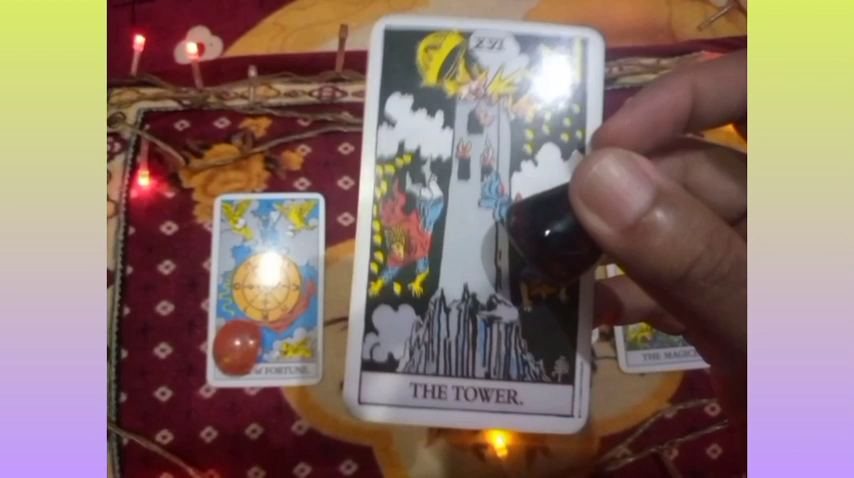 XVI
THE TOWER.
of FORTUNE.
THE MAGIC